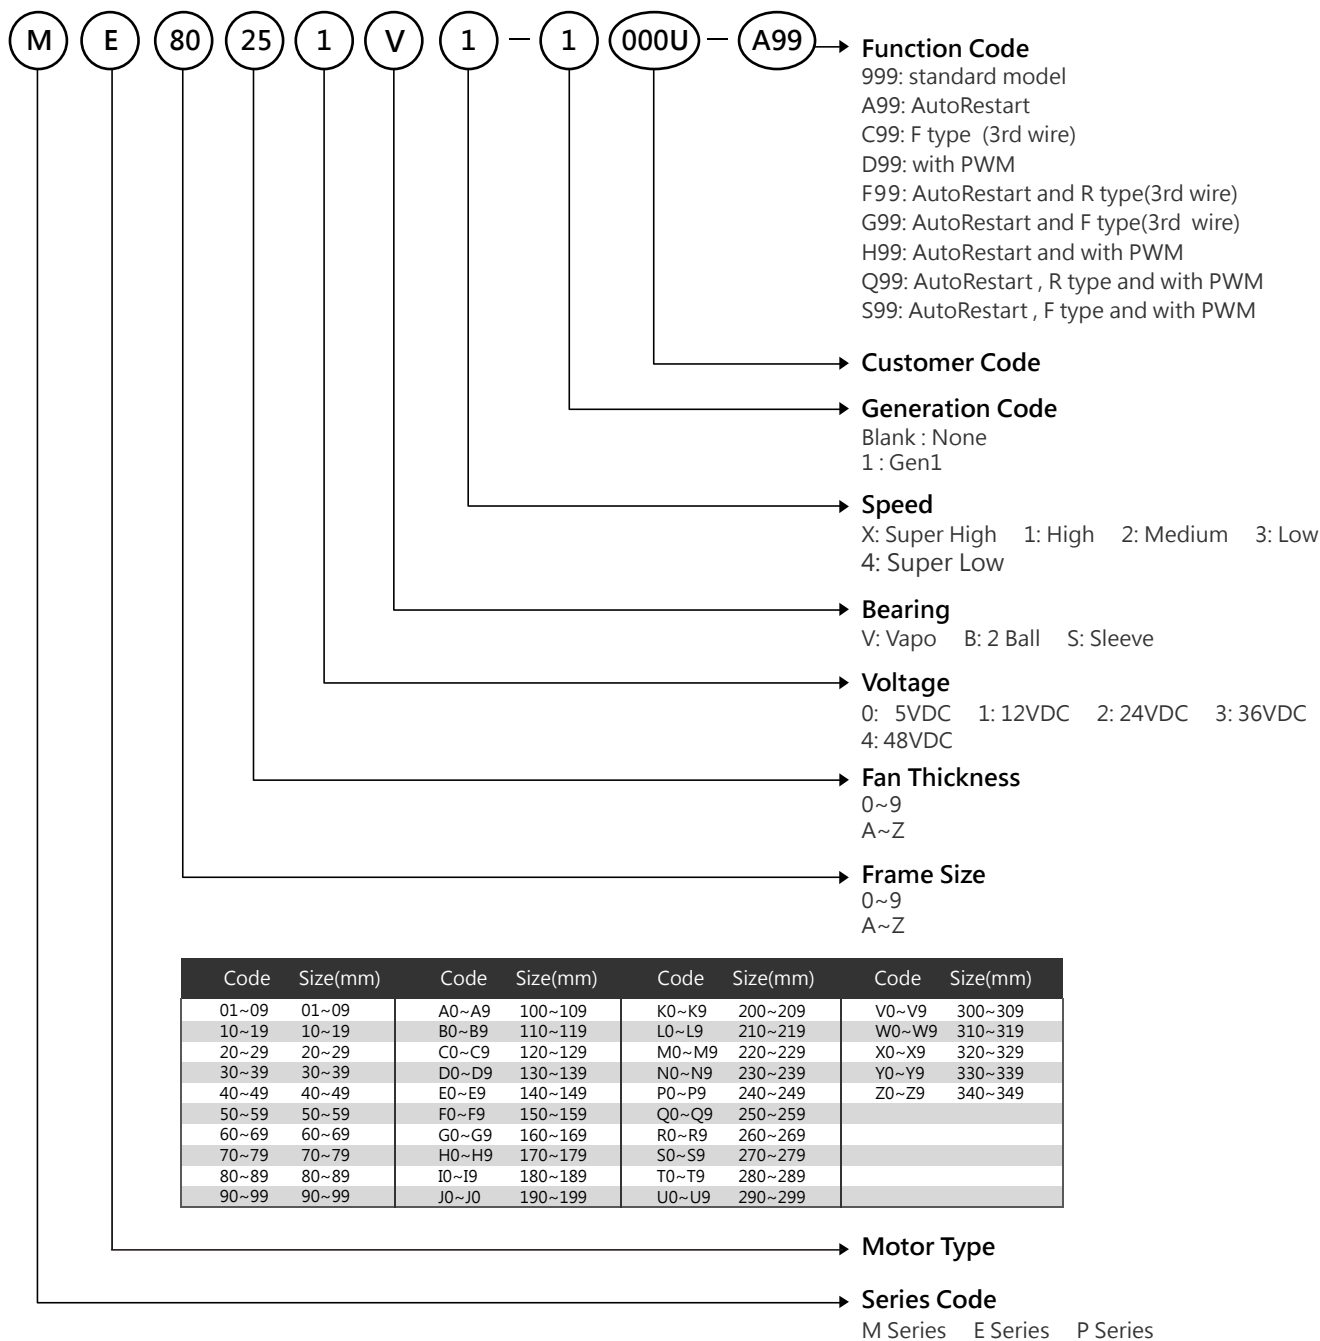 M E 80 25 1 V 1 — 1 000U — A99
Function Code
999: standard model
A99: AutoRestart
C99: F type (3rd wire)
D99: with PWM
F99: AutoRestart and R type(3rd wire)
G99: AutoRestart and F type(3rd wire)
H99: AutoRestart and with PWM
Q99: AutoRestart , R type and with PWM
S99: AutoRestart , F type and with PWM
Customer Code
Generation Code
Blank : None
1 : Gen1
Speed
X: Super High 1: High 2: Medium 3: Low
4: Super Low
Bearing
V: Vapo B: 2 Ball S: Sleeve
Voltage
0: 5VDC 1: 12VDC 2: 24VDC 3: 36VDC
4: 48VDC
Fan Thickness
0~9
A~Z
Frame Size
0~9
A~Z
Code Size(mm) Code Size(mm) Code Size(mm) Code Size(mm)
01~09 01~09 A0~A9 100~109 K0~K9 200~209 V0~V9 300~309
10~19 10~19 B0~B9 110~119 L0~L9 210~219 W0~W9 310~319
20~29 20~29 C0~C9 120~129 M0~M9 220~229 X0~X9 320~329
30~39 30~39 D0~D9 130~139 N0~N9 230~239 Y0~Y9 330~339
40~49 40~49 E0~E9 140~149 P0~P9 240~249 Z0~Z9 340~349
50~59 50~59 F0~F9 150~159 Q0~Q9 250~259
60~69 60~69 G0~G9 160~169 R0~R9 260~269
70~79 70~79 H0~H9 170~179 S0~S9 270~279
80~89 80~89 I0~I9 180~189 T0~T9 280~289
90~99 90~99 J0~J0 190~199 U0~U9 290~299
Motor Type
Series Code
M Series E Series P Series